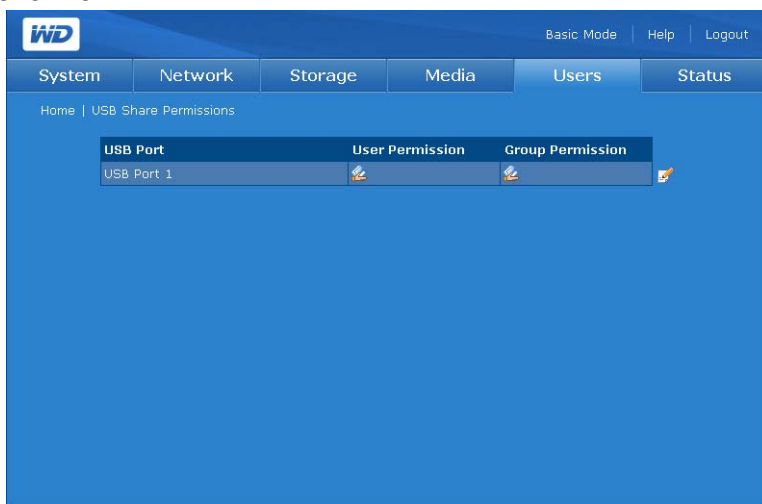 WD
Basic Mode | Help | Logout
System Network Storage Media Users Status
Home | USB Share Permissions
USB Port User Permission Group Permission
USB Port 1